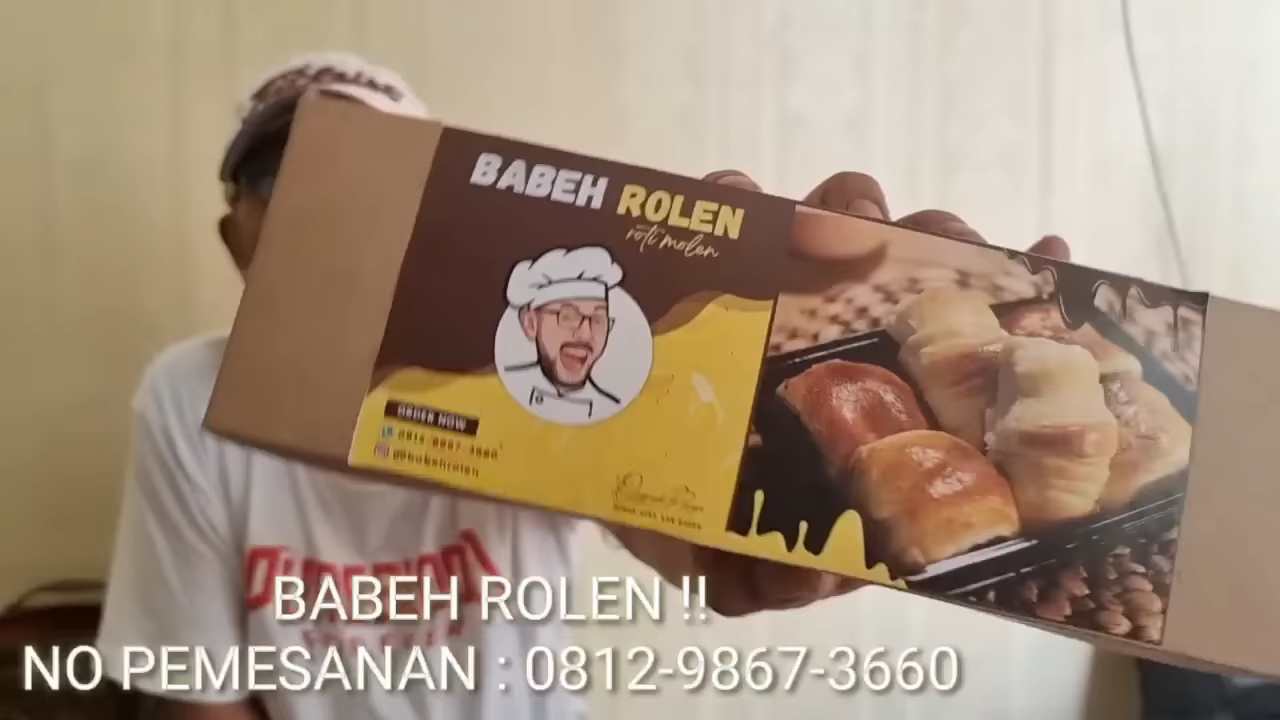 BABEH ROLEN
roti molen
ORDER NOW
0812-9867-3660
@babehrolen
BABEH ROLEN !!
NO PEMESANAN : 0812-9867-3660